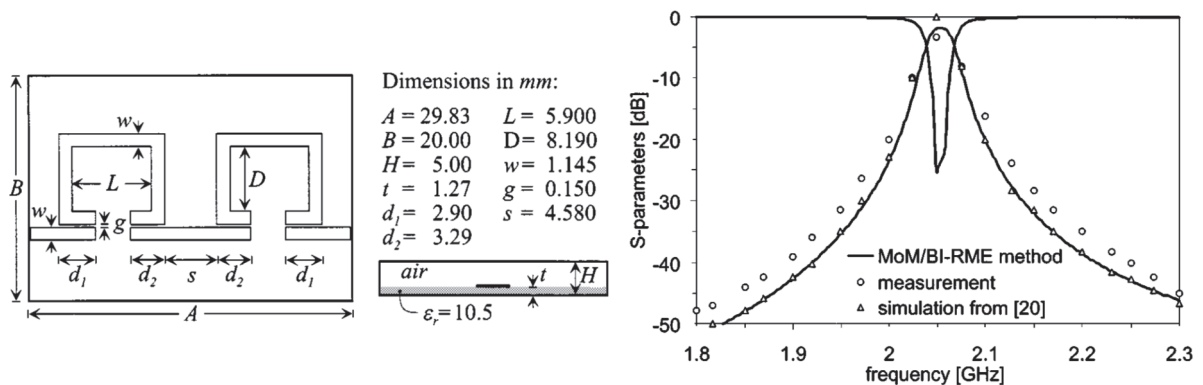 Dimensions in mm:
A = 29.83 L = 5.900
B = 20.00 D = 8.190
H = 5.00 w = 1.145
t = 1.27 g = 0.150
d₁ = 2.90 s = 4.580
d₂ = 3.29
w
L
D
B
w
g
d₁
d₂
s
d₂
d₁
A
air
t
H
εᵣ = 10.5
0
-10
-20
-30
-40
-50
S-parameters [dB]
MoM/BI-RME method
measurement
simulation from [20]
1.8
1.9
2
2.1
2.2
2.3
frequency [GHz]